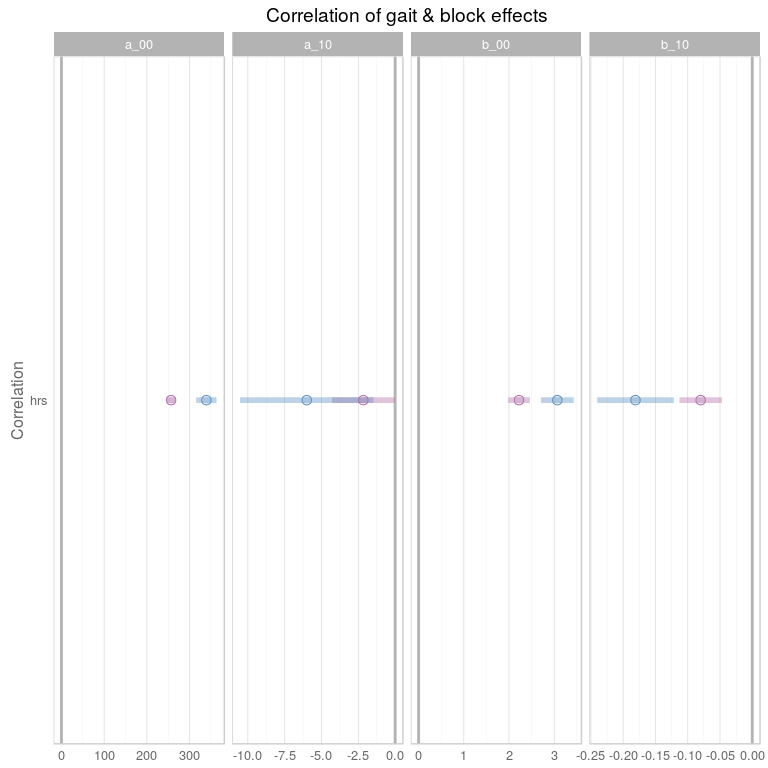 Correlation of gait & block effects
a_00 a_10 b_00 b_10
Correlation
hrs
0 100 200 300 -10.0 -7.5 -5.0 -2.5 0.0 0 1 2 3 -0.25 -0.20 -0.15 -0.10 -0.05 0.00